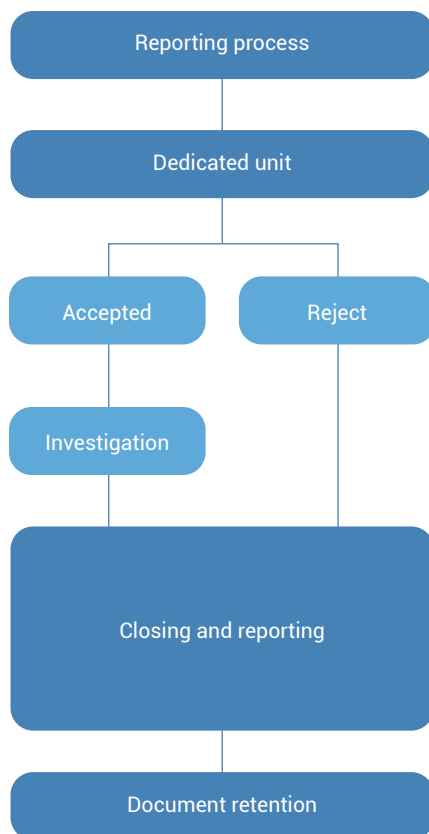 Reporting process
Dedicated unit
Accepted
Reject
Investigation
Closing and reporting
Document retention